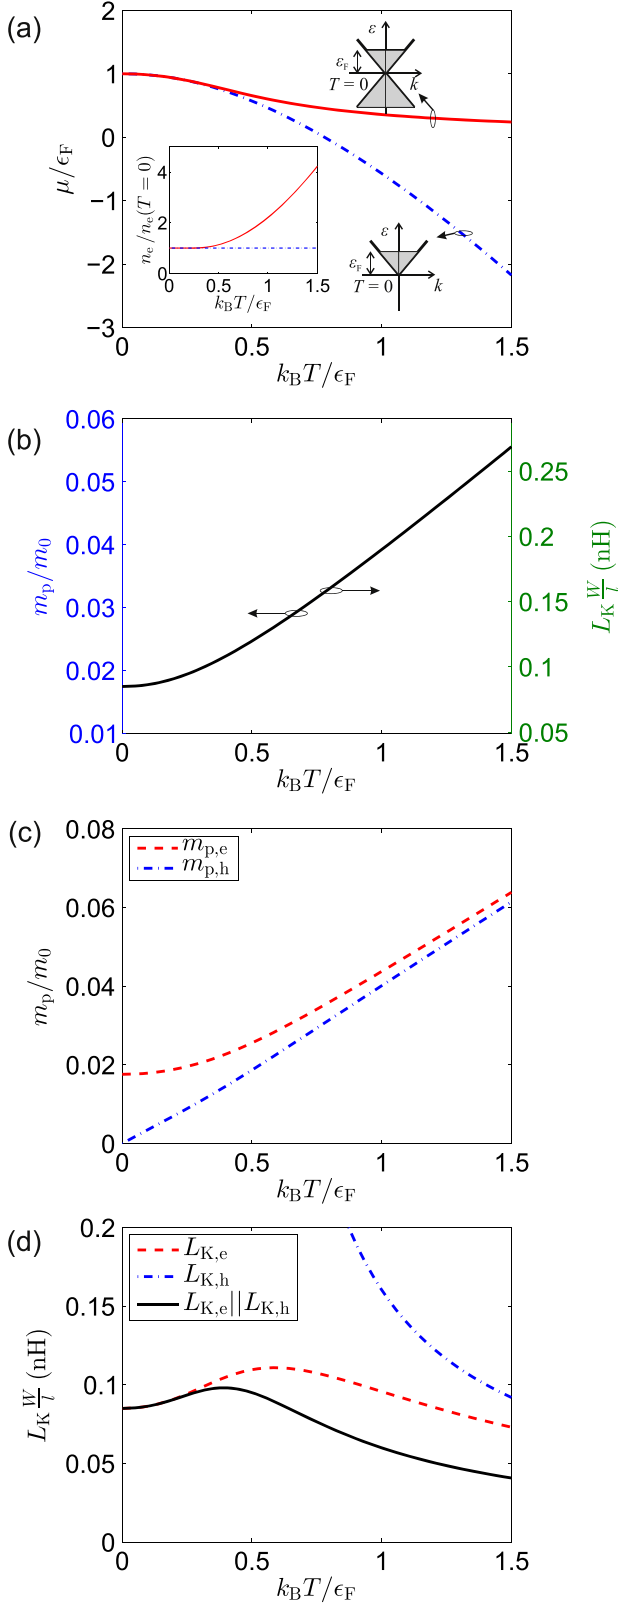 (a)
2
1
0
−1
−2
−3
μ/ϵF
0
0.5
1
1.5
kBT/ϵF
ε
εF
T = 0
k
ne/ne(T = 0)
4
2
0
0
0.5
1
1.5
kBT/ϵF
ε
εF
T = 0
k
(b)
0.06
0.05
0.04
0.03
0.02
0.01
mp/m0
0.25
0.2
0.15
0.1
0.05
LK W/l (nH)
0
0.5
1
1.5
kBT/ϵF
(c)
0.08
0.06
0.04
0.02
0
mp/m0
mp,e
mp,h
0
0.5
1
1.5
kBT/ϵF
(d)
0.2
0.15
0.1
0.05
0
LK W/l (nH)
LK,e
LK,h
LK,e||LK,h
0
0.5
1
1.5
kBT/ϵF